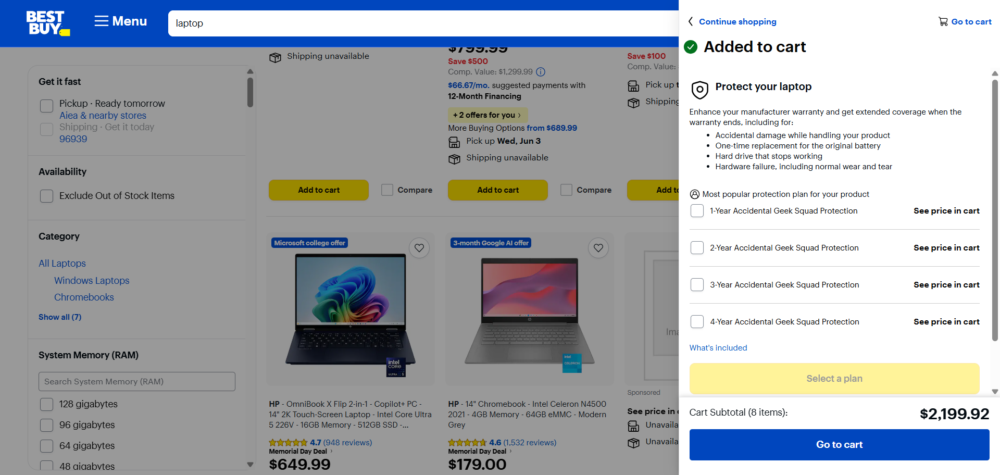 BEST BUY
Menu
laptop
Get it fast
Pickup · Ready tomorrow
Aiea & nearby stores
Shipping · Get it today
96939
Availability
Exclude Out of Stock Items
Category
All Laptops
Windows Laptops
Chromebooks
Show all (7)
System Memory (RAM)
Search System Memory (RAM)
128 gigabytes
96 gigabytes
64 gigabytes
48 gigabytes
Shipping unavailable
Add to cart
Compare
$799.99
Save $500
Comp. Value: $1,299.99
$66.67/mo. suggested payments with
12-Month Financing
+ 2 offers for you
More Buying Options from $689.99
Pick up Wed, Jun 3
Shipping unavailable
Add to cart
Compare
Save $100
Comp. Value:
Pick up
Shipping
Add
Microsoft college offer
intel
CORE
ULTRA 5
HP - OmniBook X Flip 2-in-1 - Copilot+ PC -
14" 2K Touch-Screen Laptop - Intel Core Ultra
5 226V - 16GB Memory - 512GB SSD -...
4.7 (948 reviews)
Memorial Day Deal
$649.99
3-month Google AI offer
intel
CELERON
HP - 14" Chromebook - Intel Celeron N4500
2021 - 4GB Memory - 64GB eMMC - Modern
Grey
4.6 (1,532 reviews)
Memorial Day Deal
$179.00
Sponsored
See price in
Continue shopping
Go to cart
Added to cart
Protect your laptop
Enhance your manufacturer warranty and get extended coverage when the
warranty ends, including for:
• Accidental damage while handling your product
• One-time replacement for the original battery
• Hard drive that stops working
• Hardware failure, including normal wear and tear
Most popular protection plan for your product
1-Year Accidental Geek Squad Protection See price in cart
2-Year Accidental Geek Squad Protection See price in cart
3-Year Accidental Geek Squad Protection See price in cart
4-Year Accidental Geek Squad Protection See price in cart
What's included
Select a plan
Cart Subtotal (8 items): $2,199.92
Go to cart